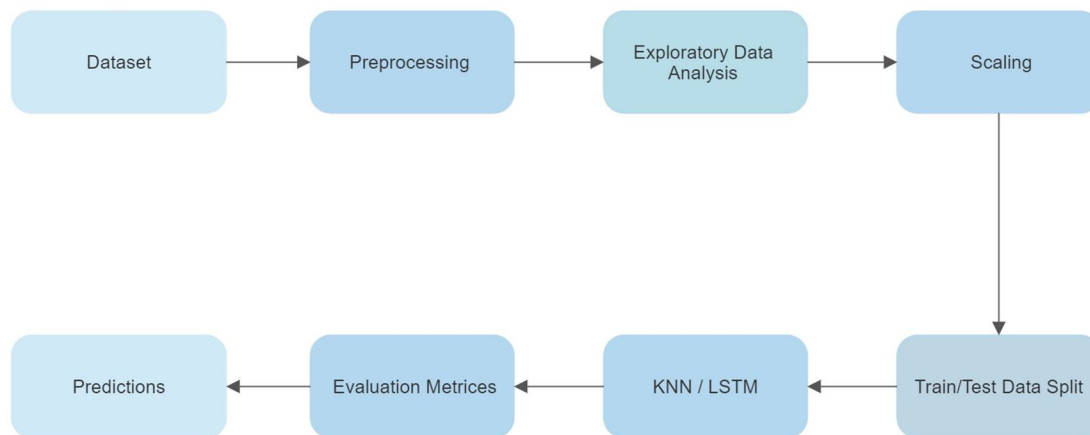 Dataset
Preprocessing
Exploratory Data
Analysis
Scaling
Predictions
Evaluation Metrices
KNN / LSTM
Train/Test Data Split